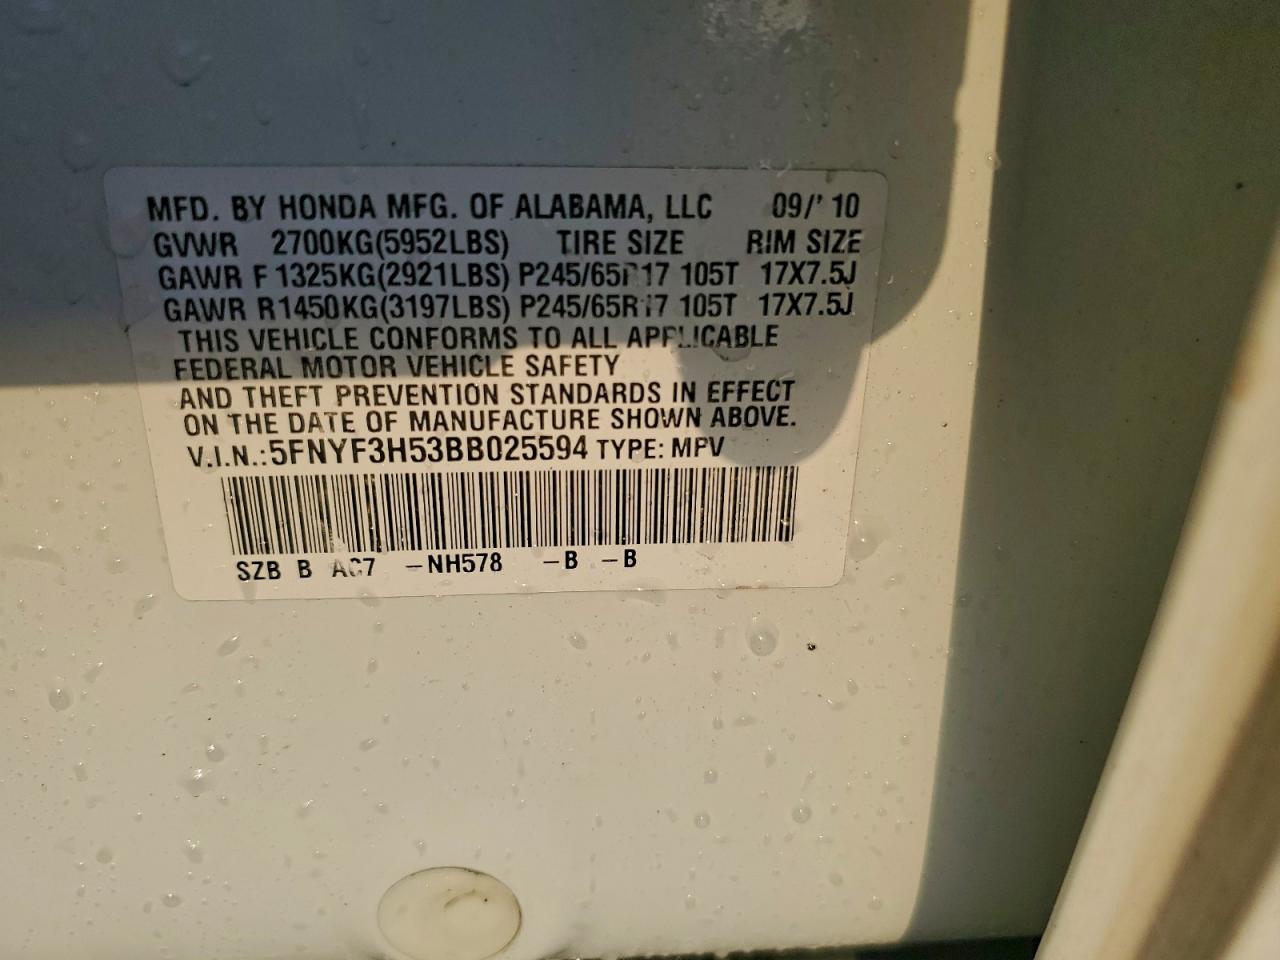 MFD. BY HONDA MFG. OF ALABAMA, LLC 09/' 10
GVWR 2700KG(5952LBS) TIRE SIZE RIM SIZE
GAWR F 1325KG(2921LBS) P245/65R17 105T 17X7.5J
GAWR R1450KG(3197LBS) P245/65R17 105T 17X7.5J
THIS VEHICLE CONFORMS TO ALL APPLICABLE
FEDERAL MOTOR VEHICLE SAFETY
AND THEFT PREVENTION STANDARDS IN EFFECT
ON THE DATE OF MANUFACTURE SHOWN ABOVE.
V.I.N.: 5FNYF3H53BB025594 TYPE: MPV
SZB B AC7 -NH578 -B -B